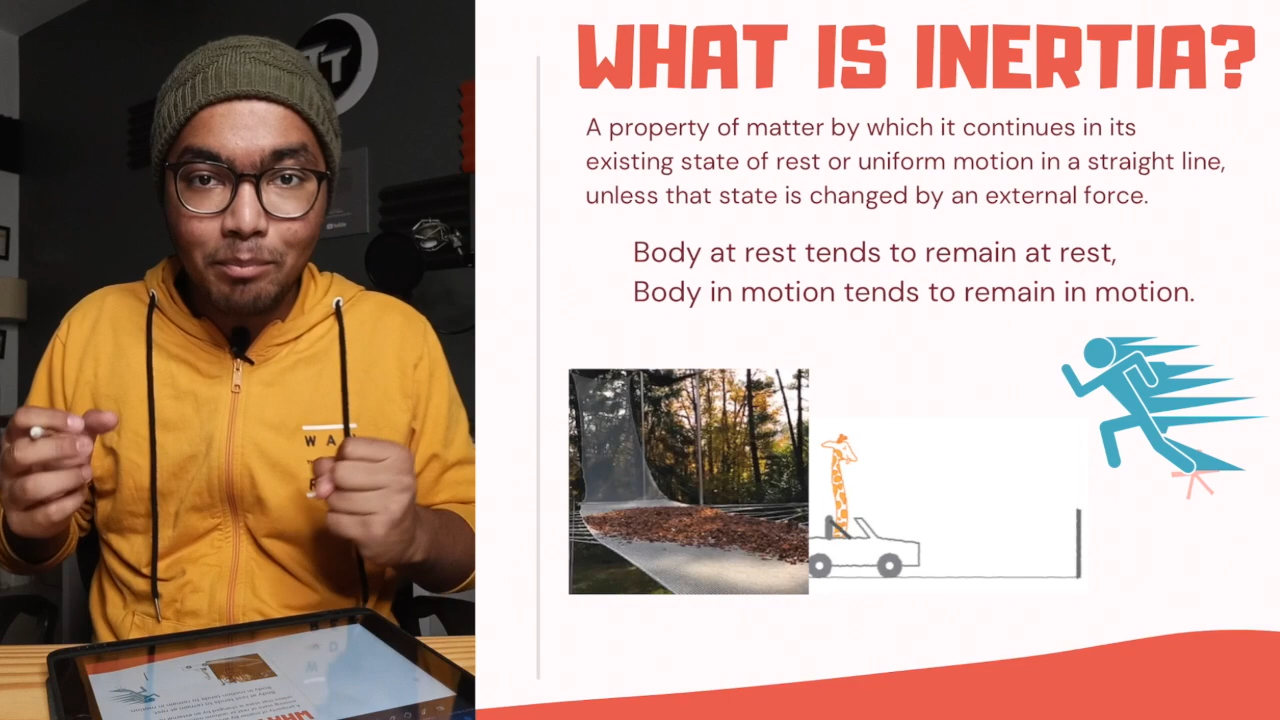 TT
WHAT IS INERTIA?
A property of matter by which it continues in its
existing state of rest or uniform motion in a straight line,
unless that state is changed by an external force.
Body at rest tends to remain at rest,
Body in motion tends to remain in motion.